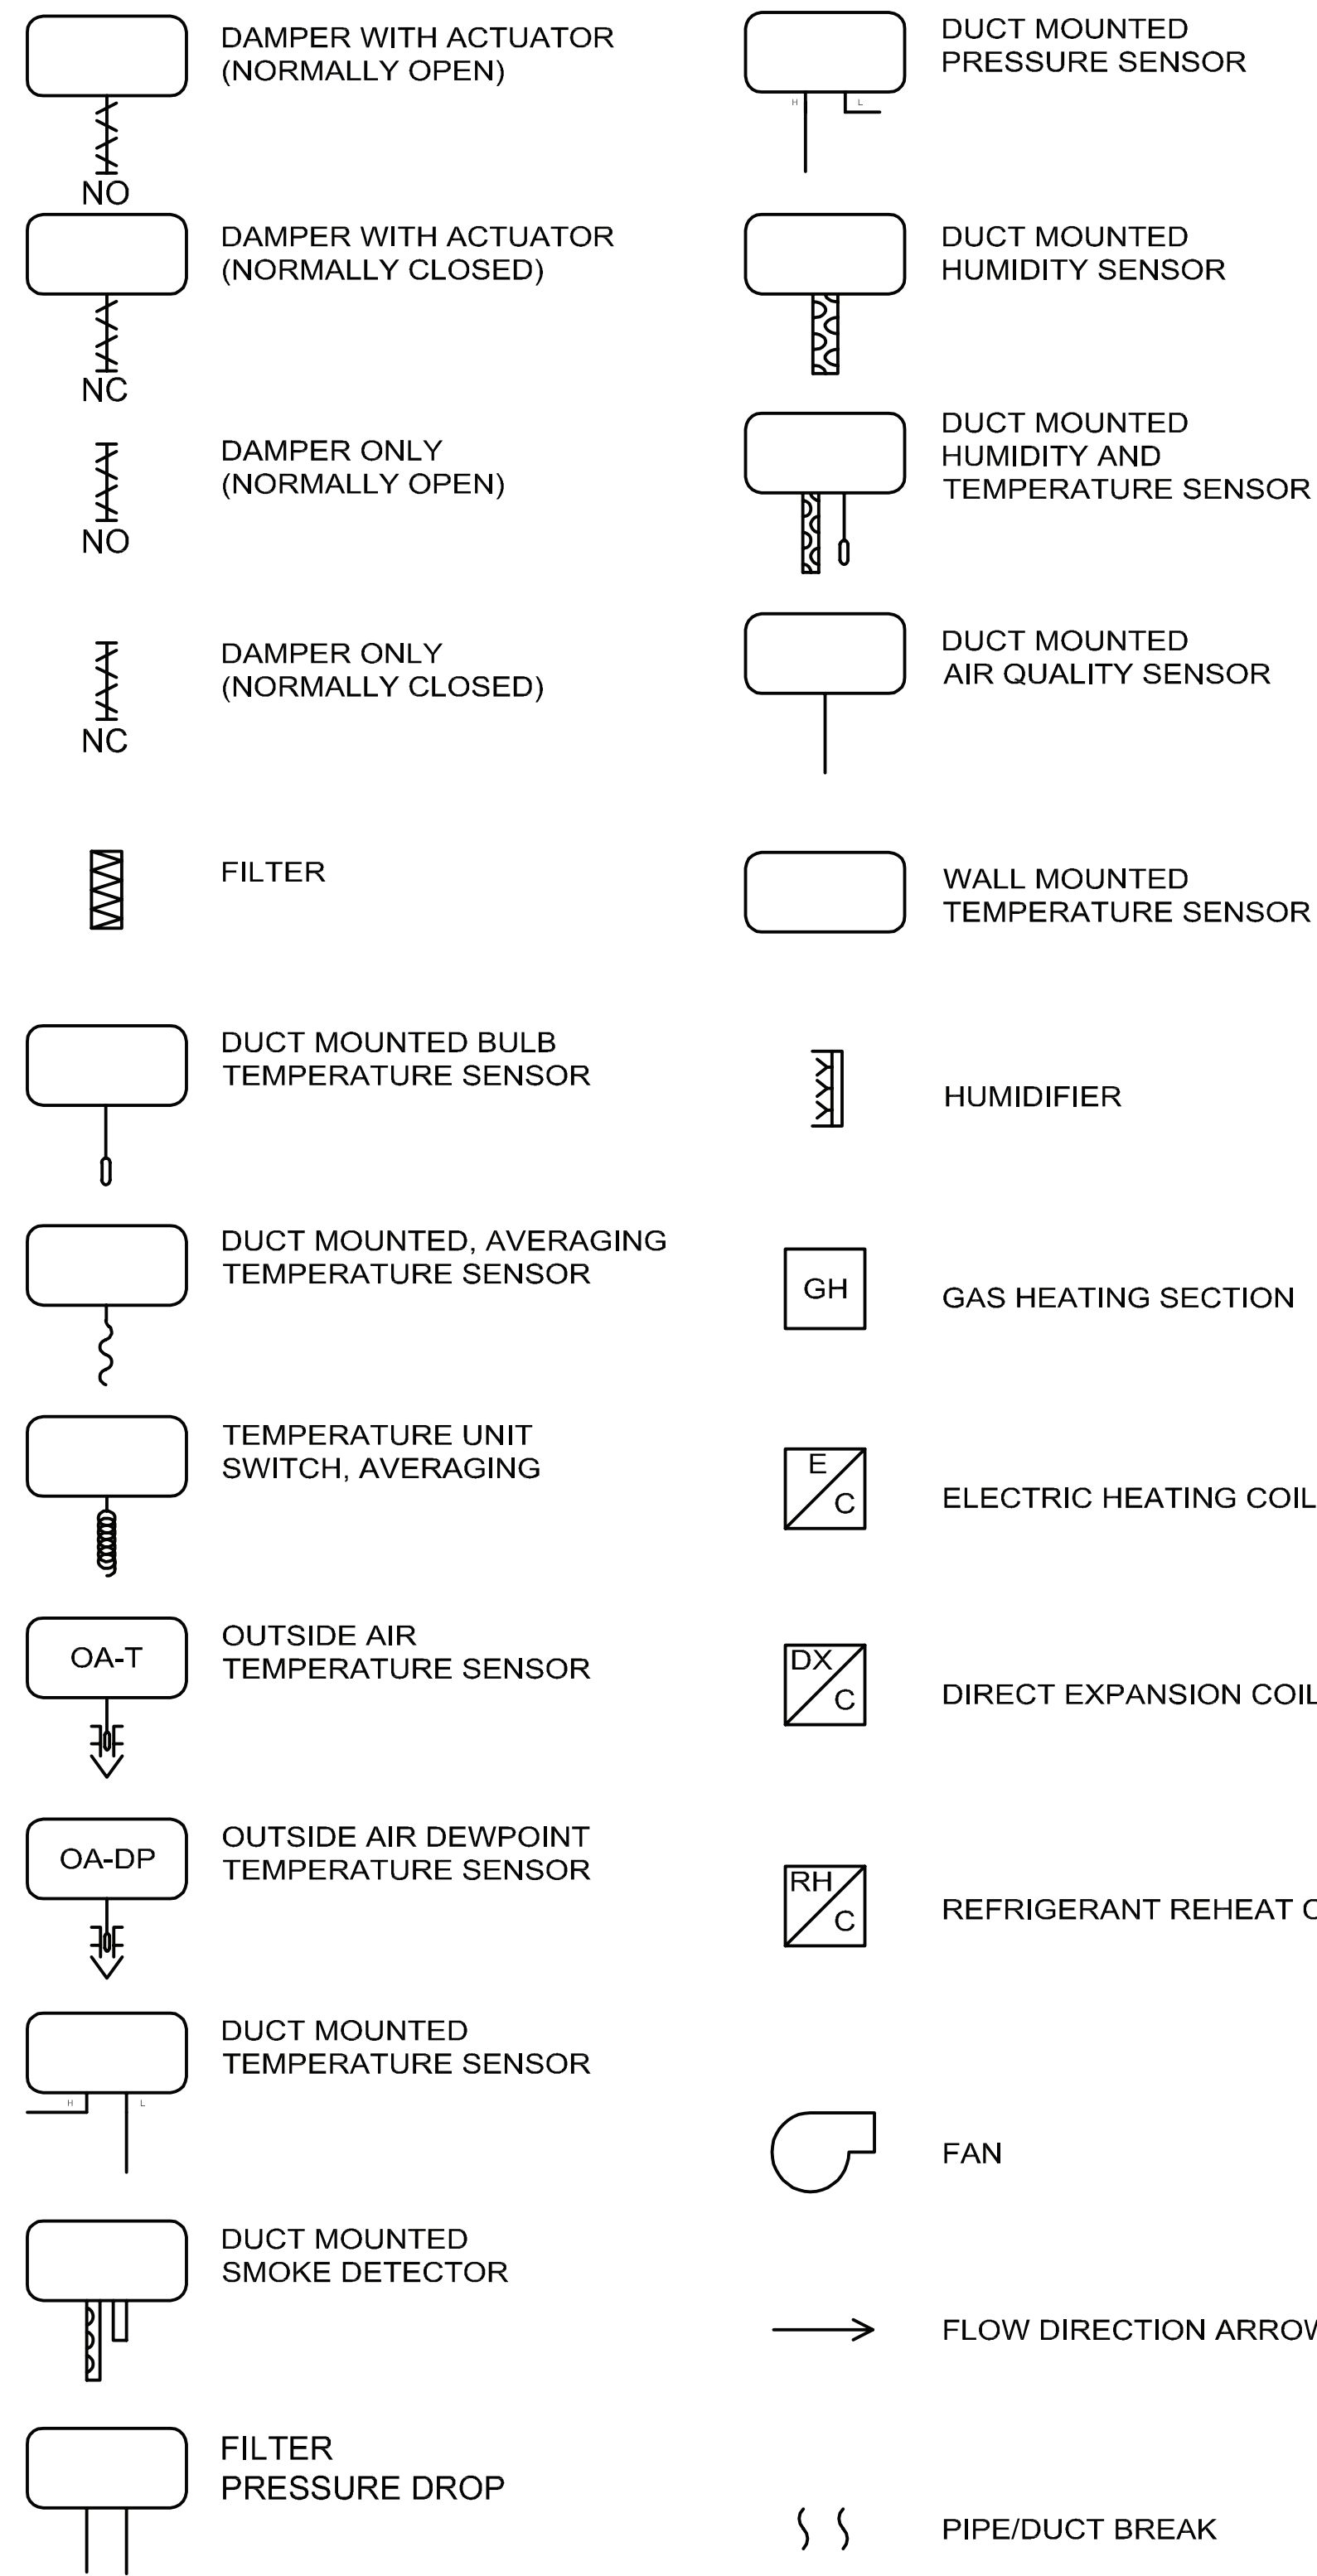 DAMPER WITH ACTUATOR
(NORMALLY OPEN)
NO
DAMPER WITH ACTUATOR
(NORMALLY CLOSED)
NC
DAMPER ONLY
(NORMALLY OPEN)
NO
DAMPER ONLY
(NORMALLY CLOSED)
NC
FILTER
DUCT MOUNTED BULB
TEMPERATURE SENSOR
DUCT MOUNTED, AVERAGING
TEMPERATURE SENSOR
TEMPERATURE UNIT
SWITCH, AVERAGING
OA-T
OUTSIDE AIR
TEMPERATURE SENSOR
OA-DP
OUTSIDE AIR DEWPOINT
TEMPERATURE SENSOR
DUCT MOUNTED
TEMPERATURE SENSOR
H L
DUCT MOUNTED
SMOKE DETECTOR
FILTER
PRESSURE DROP
DUCT MOUNTED
PRESSURE SENSOR
H L
DUCT MOUNTED
HUMIDITY SENSOR
DUCT MOUNTED
HUMIDITY AND
TEMPERATURE SENSOR
DUCT MOUNTED
AIR QUALITY SENSOR
WALL MOUNTED
TEMPERATURE SENSOR
HUMIDIFIER
GH
GAS HEATING SECTION
E
C
ELECTRIC HEATING COIL
DX
C
DIRECT EXPANSION COIL
RH
C
REFRIGERANT REHEAT
FAN
FLOW DIRECTION ARROW
PIPE/DUCT BREAK